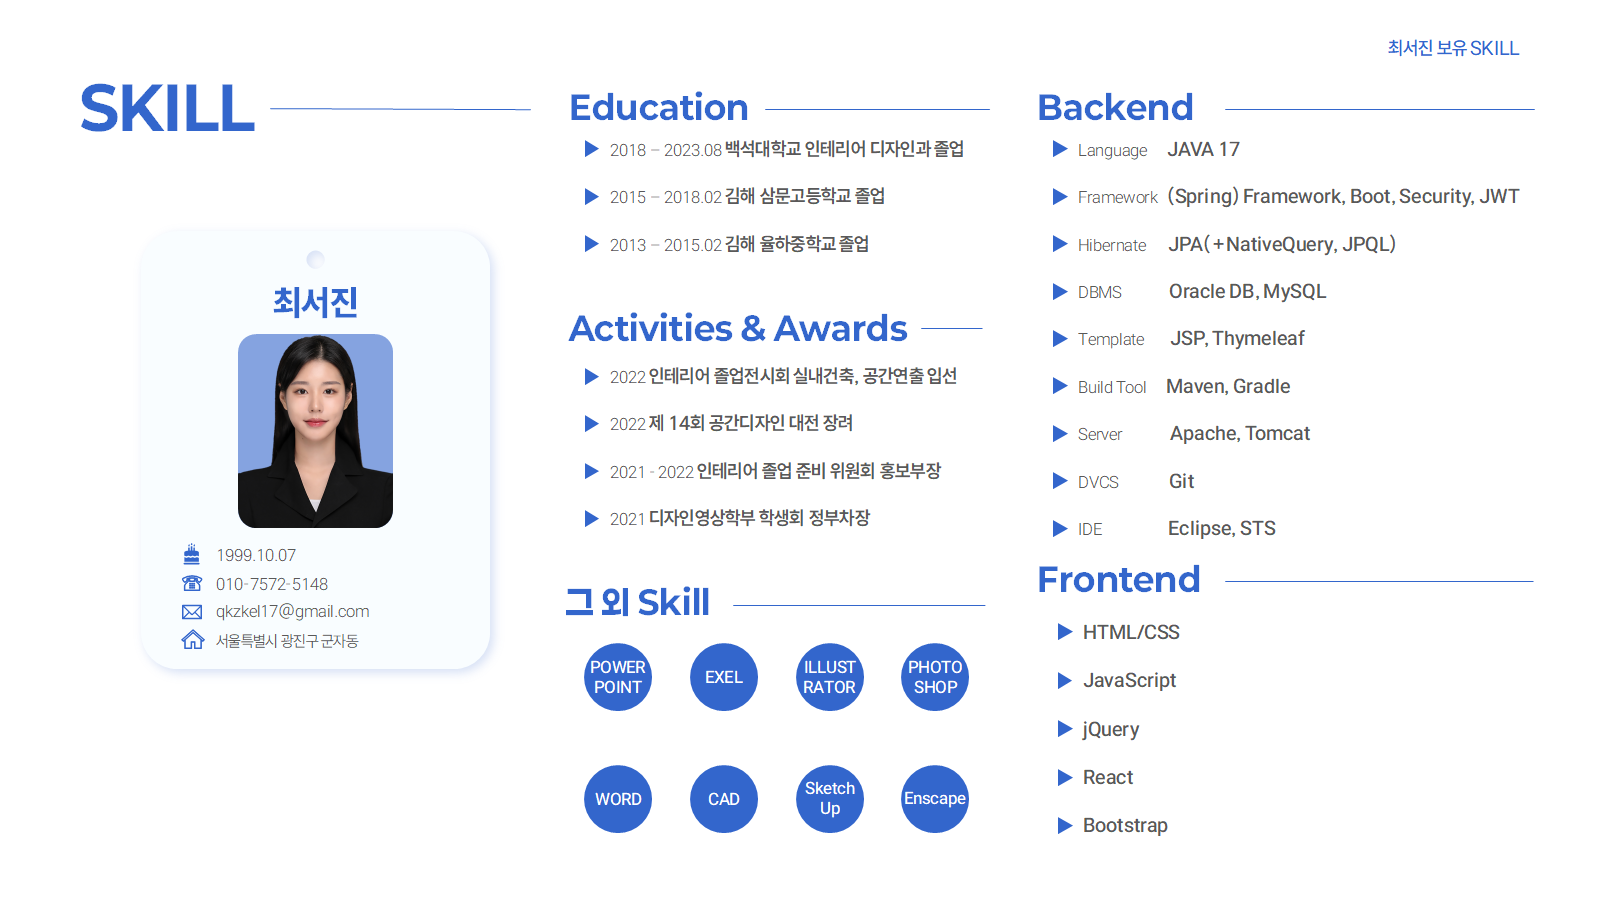 최서진 보유 SKILL
SKILL
최서진
1999.10.07
010-7572-5148
qkzkel17@gmail.com
서울특별시 광진구 군자동
Education
2018 – 2023.08 백석대학교 인테리어 디자인과 졸업
2015 – 2018.02 김해 삼문고등학교 졸업
2013 – 2015.02 김해 율하중학교 졸업
Activities & Awards
2022 인테리어 졸업전시회 실내건축, 공간연출 입선
2022 제 14회 공간디자인 대전 장려
2021 - 2022 인테리어 졸업 준비 위원회 홍보부장
2021 디자인영상학부 학생회 정부차장
그 외 Skill
POWER
POINT
EXEL
ILLUST
RATOR
PHOTO
SHOP
WORD
CAD
Sketch
Up
Enscape
Backend
Language JAVA 17
Framework (Spring) Framework, Boot, Security, JWT
Hibernate JPA(+NativeQuery, JPQL)
DBMS Oracle DB, MySQL
Template JSP, Thymeleaf
Build Tool Maven, Gradle
Server Apache, Tomcat
DVCS Git
IDE Eclipse, STS
Frontend
HTML/CSS
JavaScript
jQuery
React
Bootstrap